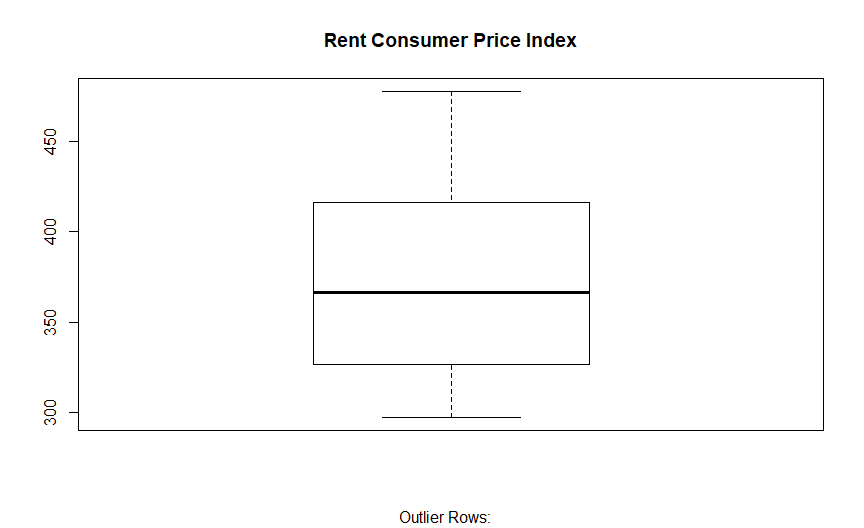 Rent Consumer Price Index
450
400
350
300
Outlier Rows: